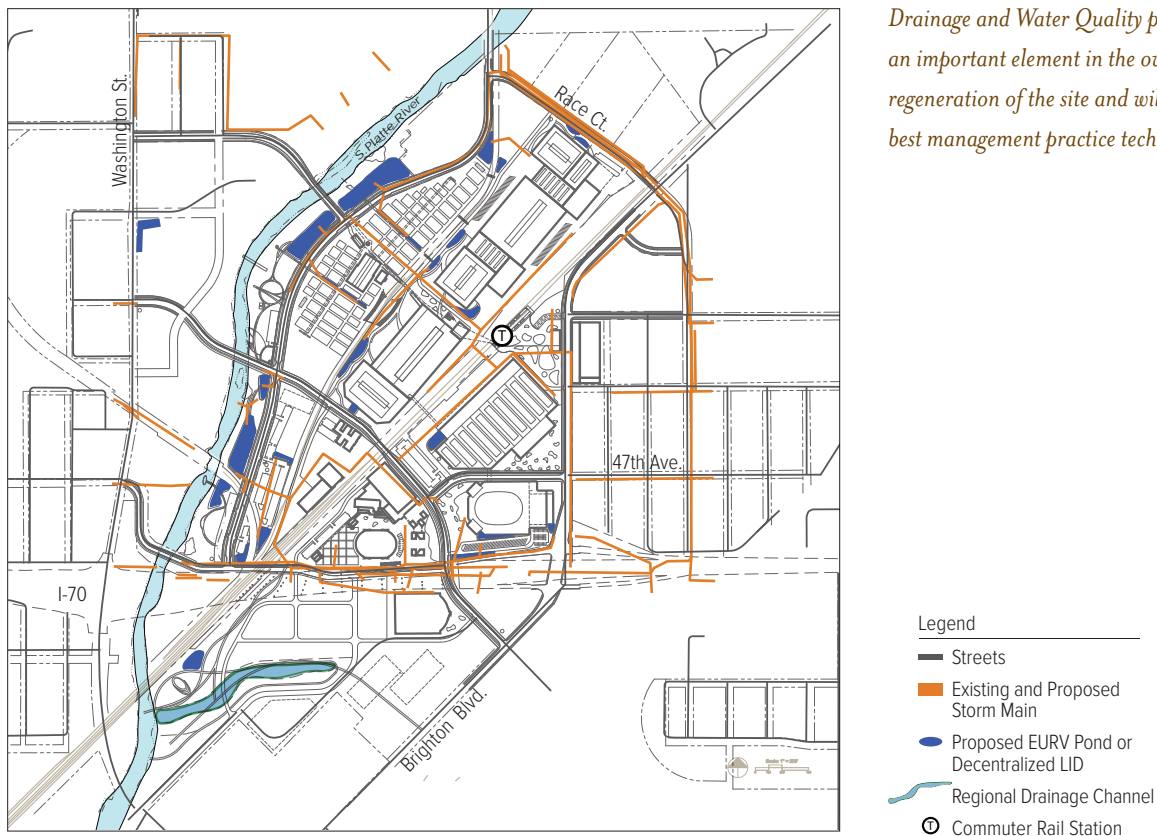 Drainage and Water Quality p
an important element in the ov
regeneration of the site and wil
best management practice tech
Washington St.
S. Platte River
Race Ct.
T
47th Ave.
I-70
Brighton Blvd.
Legend
Streets
Existing and Proposed
Storm Main
Proposed EURV Pond or
Decentralized LID
Regional Drainage Channel
T Commuter Rail Station